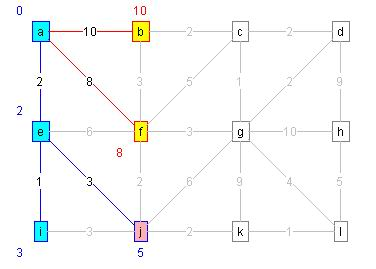 0 10
a 10 b 2 c 2 d
2 8 3 5 1 2 9
2
e 6 f 3 g 10 h
8
1 3 2 6 9 4 5
i 3 j 2 k 1 l
3 5